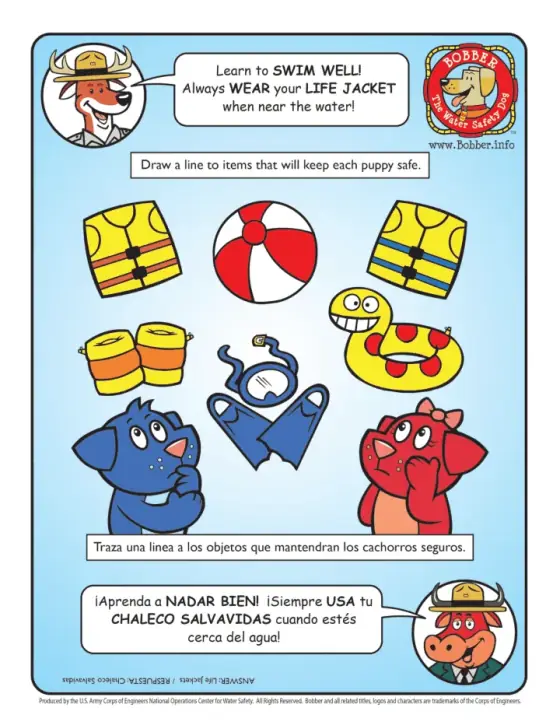 Learn to SWIM WELL!
Always WEAR your LIFE JACKET
when near the water!
BOBBER
The Water Safety Dog
™
www.Bobber.info
Draw a line to items that will keep each puppy safe.
Traza una linea a los objetos que mantendran los cachorros seguros.
¡Aprenda a NADAR BIEN! ¡Siempre USA tu
CHALECO SALVAVIDAS cuando estés
cerca del agua!
ANSWER: Life Jackets / RESPUESTA: Chaleco Salvavidas
Produced by the U.S. Army Corps of Engineers National Operations Center for Water Safety. All Rights Reserved. Bobber and all related titles, logos and characters are trademarks of the Corps of Engineers.